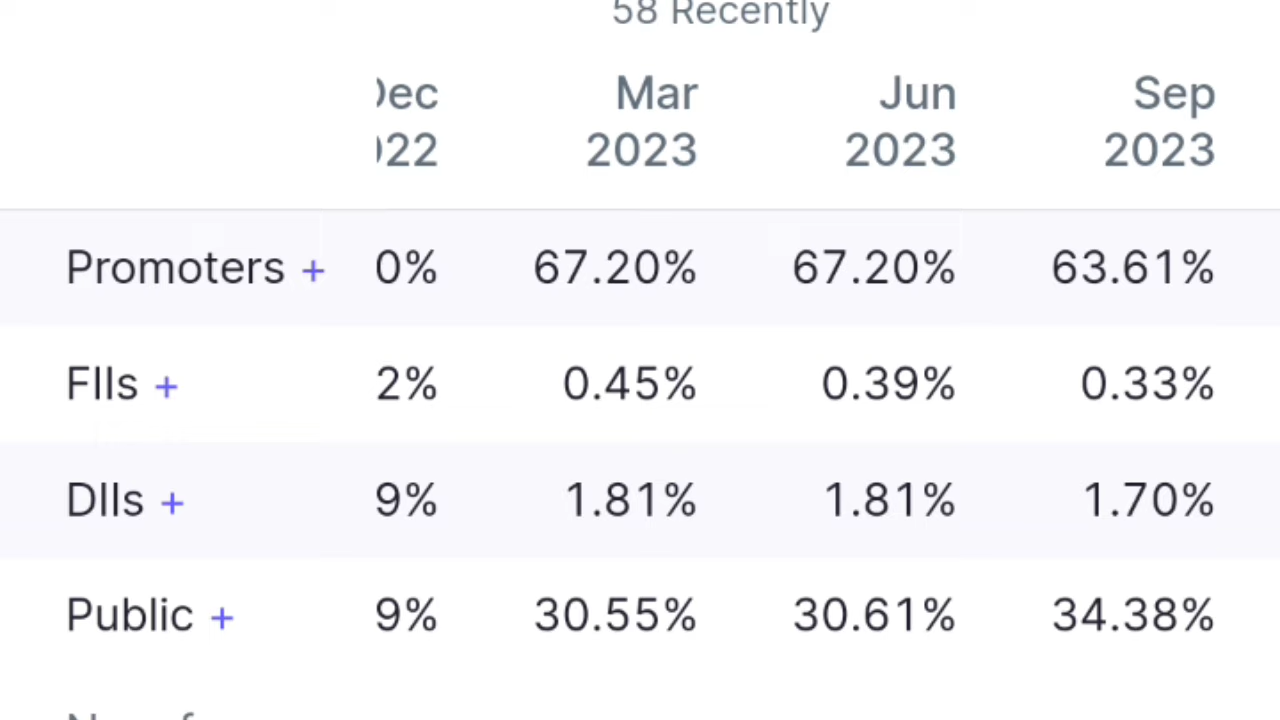 58 Recently
Dec Mar Jun Sep
2022 2023 2023 2023
Promoters + 0% 67.20% 67.20% 63.61%
FIIs + 2% 0.45% 0.39% 0.33%
DIIs + 9% 1.81% 1.81% 1.70%
Public + 9% 30.55% 30.61% 34.38%